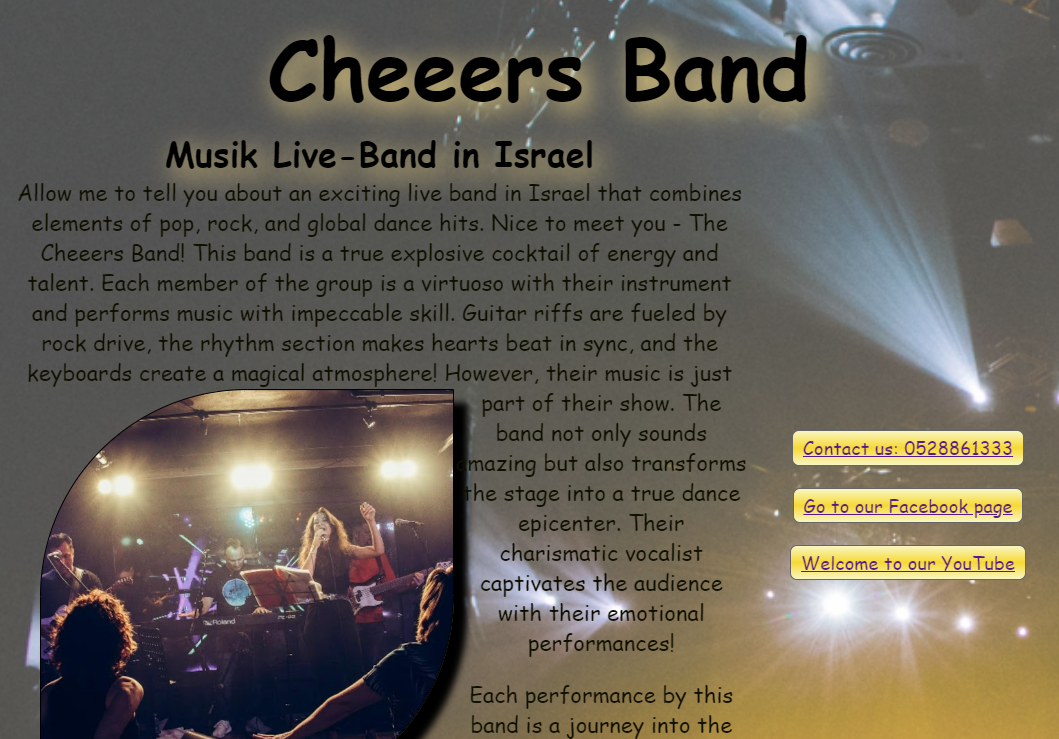 Cheeers Band
Musik Live-Band in Israel
Allow me to tell you about an exciting live band in Israel that combines
elements of pop, rock, and global dance hits. Nice to meet you - The
Cheeers Band! This band is a true explosive cocktail of energy and
talent. Each member of the group is a virtuoso with their instrument
and performs music with impeccable skill. Guitar riffs are fueled by
rock drive, the rhythm section makes hearts beat in sync, and the
keyboards create a magical atmosphere! However, their music is just
part of their show. The
band not only sounds
amazing but also transforms
the stage into a true dance
epicenter. Their
charismatic vocalist
captivates the audience
with their emotional
performances!
Each performance by this
band is a journey into the
Contact us: 0528861333
Go to our Facebook page
Welcome to our YouTube
Roland